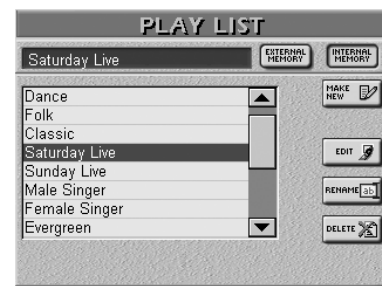 PLAY LIST
Saturday Live
EXTERNAL
MEMORY
INTERNAL
MEMORY
MAKE
NEW
Dance
Folk
Classic
Saturday Live
Sunday Live
Male Singer
Female Singer
Evergreen
EDIT
RENAME ab
DELETE